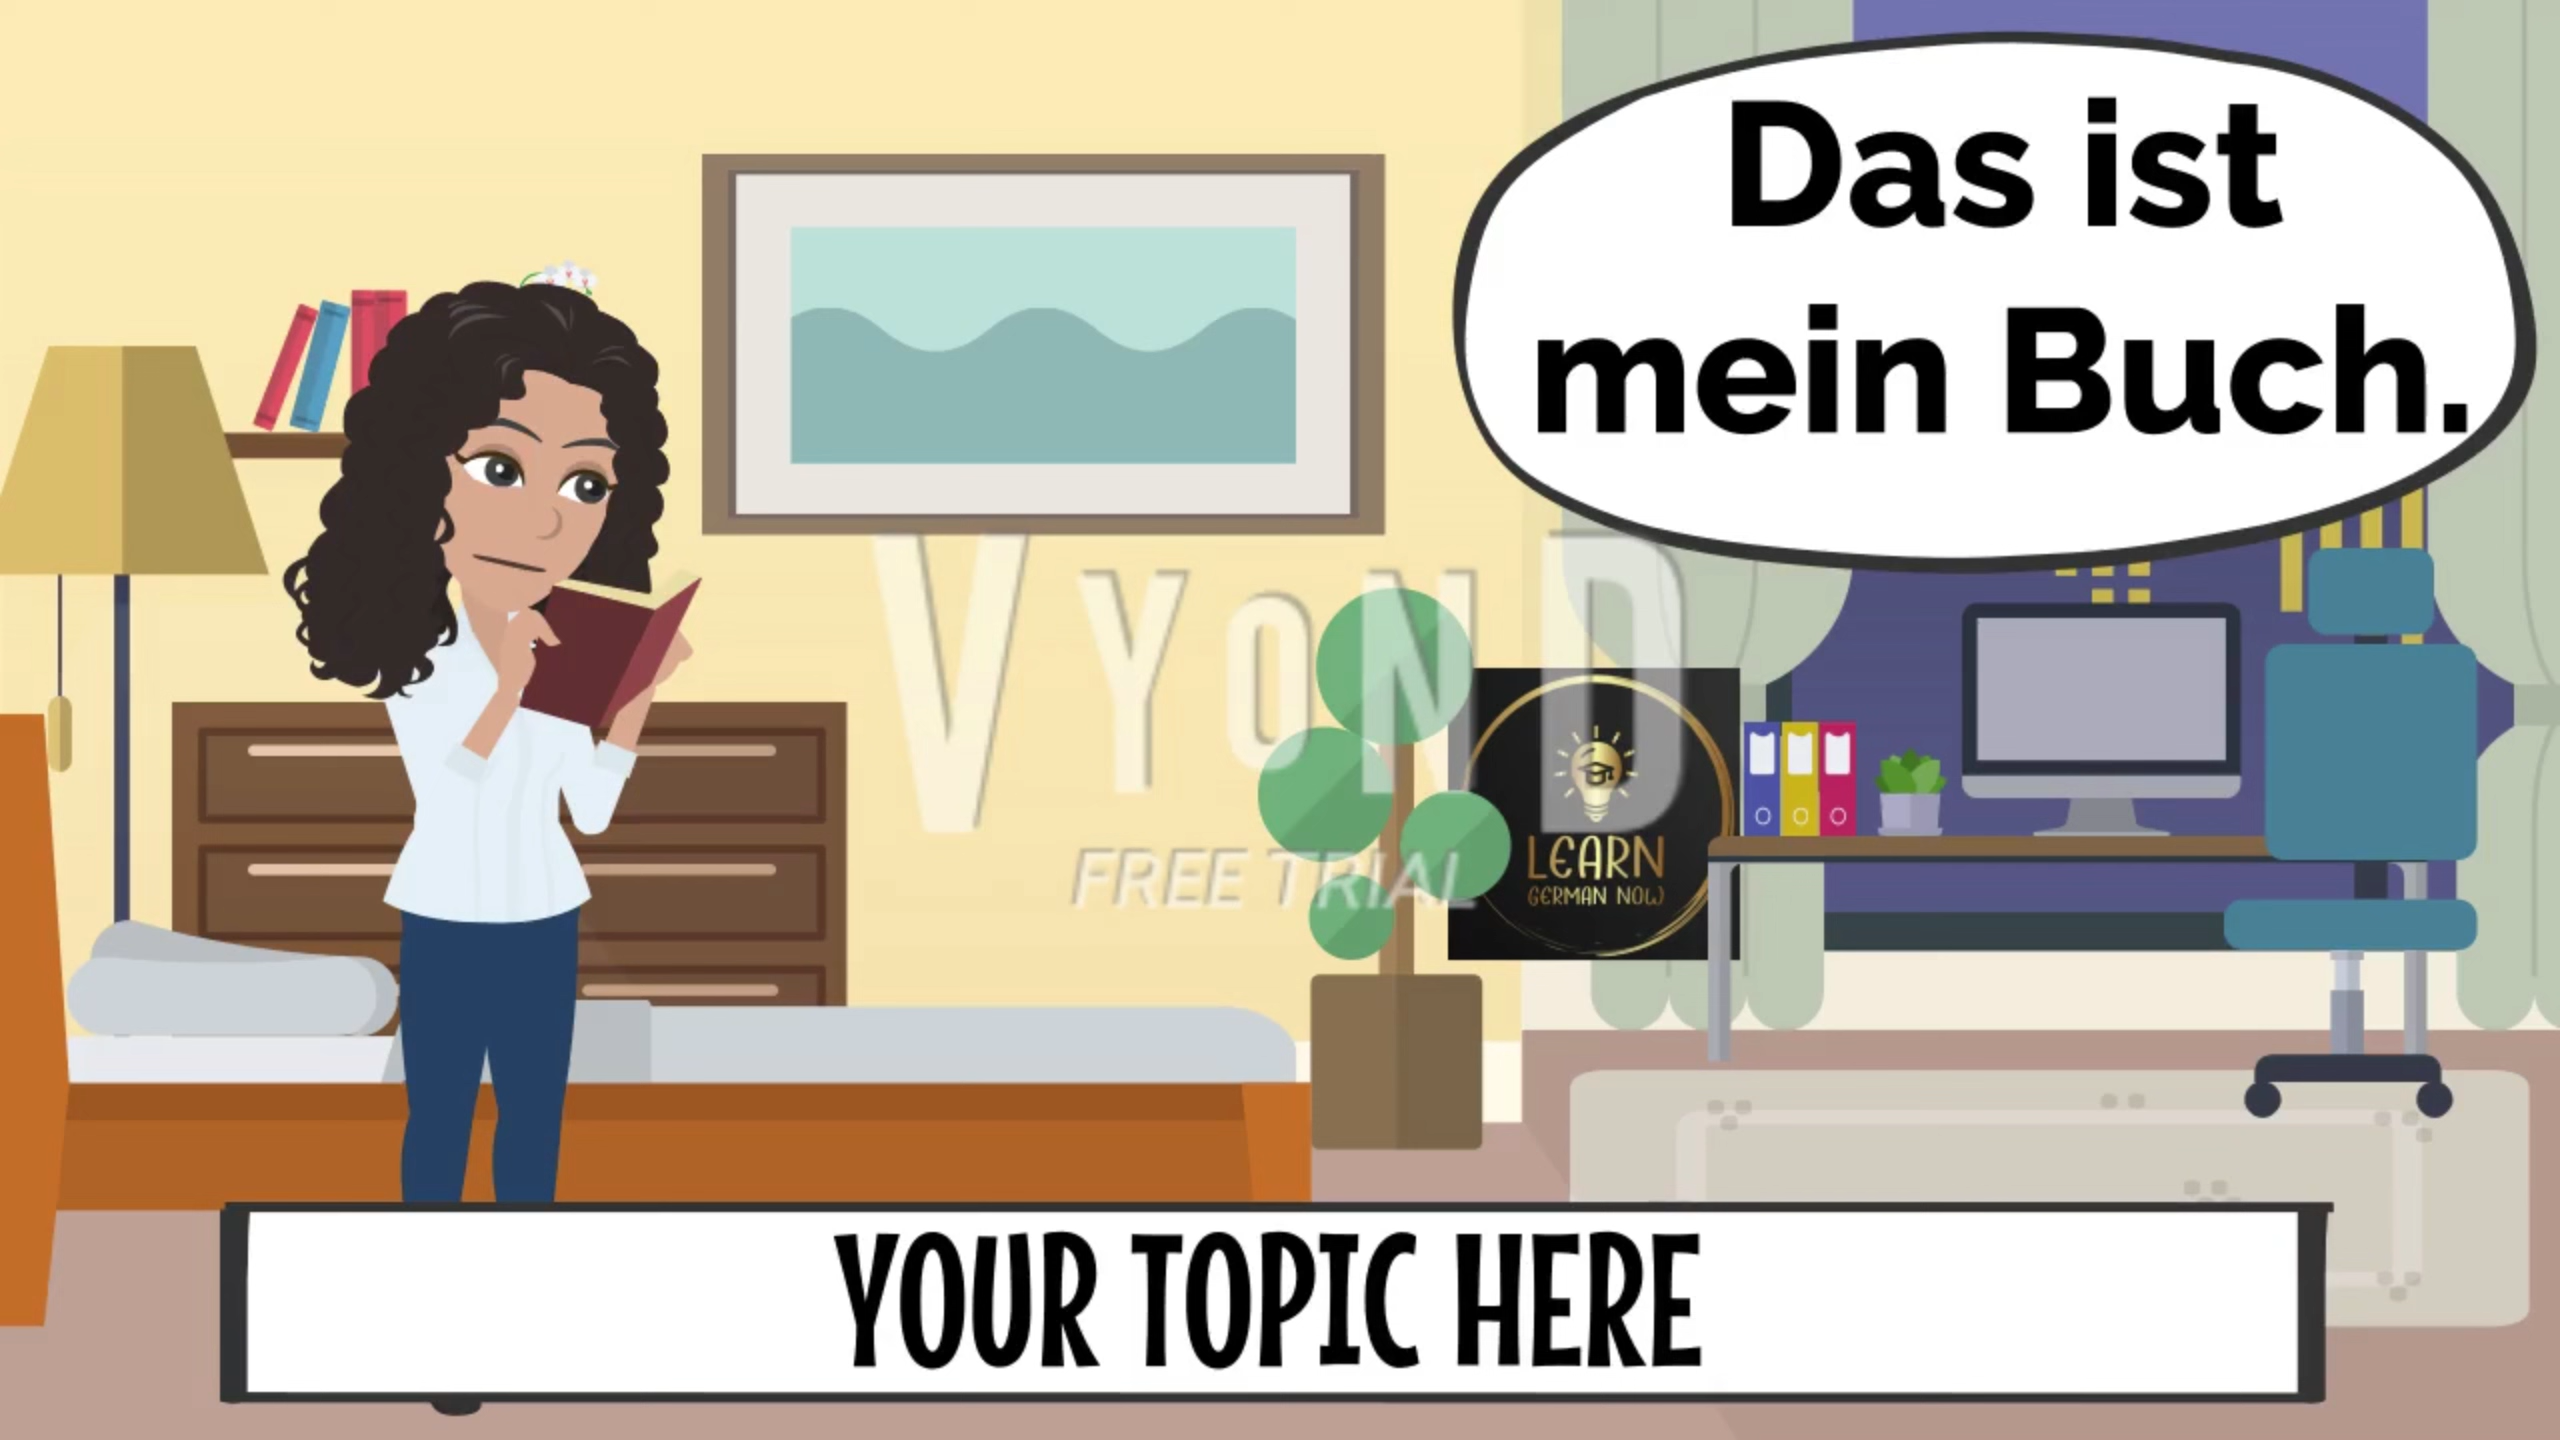 Das ist
mein Buch.
VYOND
FREE TRIAL
LEARN
GERMAN NOW
YOUR TOPIC HERE